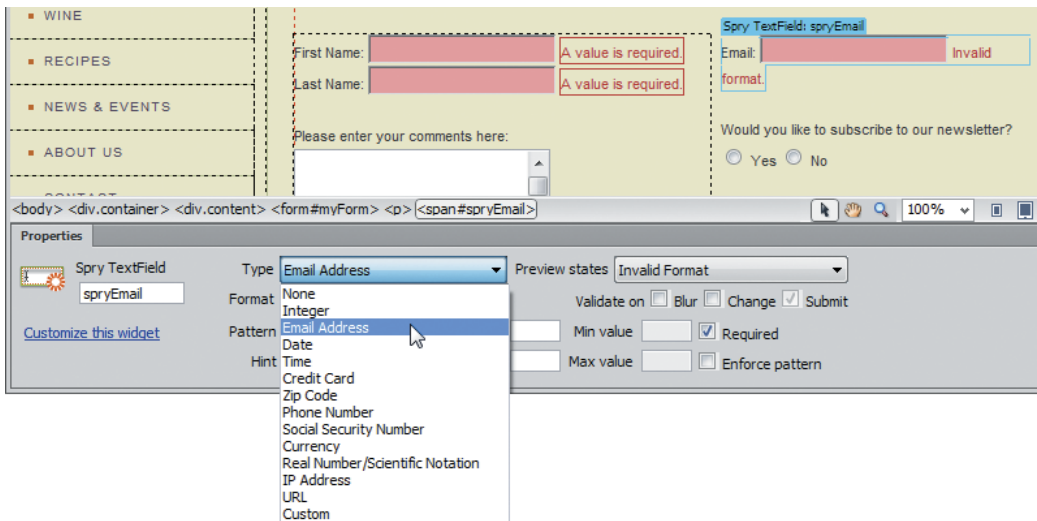 WINE
RECIPES
NEWS & EVENTS
ABOUT US
First Name: A value is required.
Last Name: A value is required.
Please enter your comments here:
Spry TextField: spryEmail
Email: Invalid
format.
Would you like to subscribe to our newsletter?
Yes No
<body> <div.container> <div.content> <form#myForm> <p> <span#spryEmail> 100%
Properties
Spry TextField
spryEmail
Customize this widget
Type Email Address Preview states Invalid Format
Format Validate on Blur Change Submit
Pattern Min value Required
Hint Max value Enforce pattern
None
Integer
Email Address
Date
Time
Credit Card
Zip Code
Phone Number
Social Security Number
Currency
Real Number/Scientific Notation
IP Address
URL
Custom